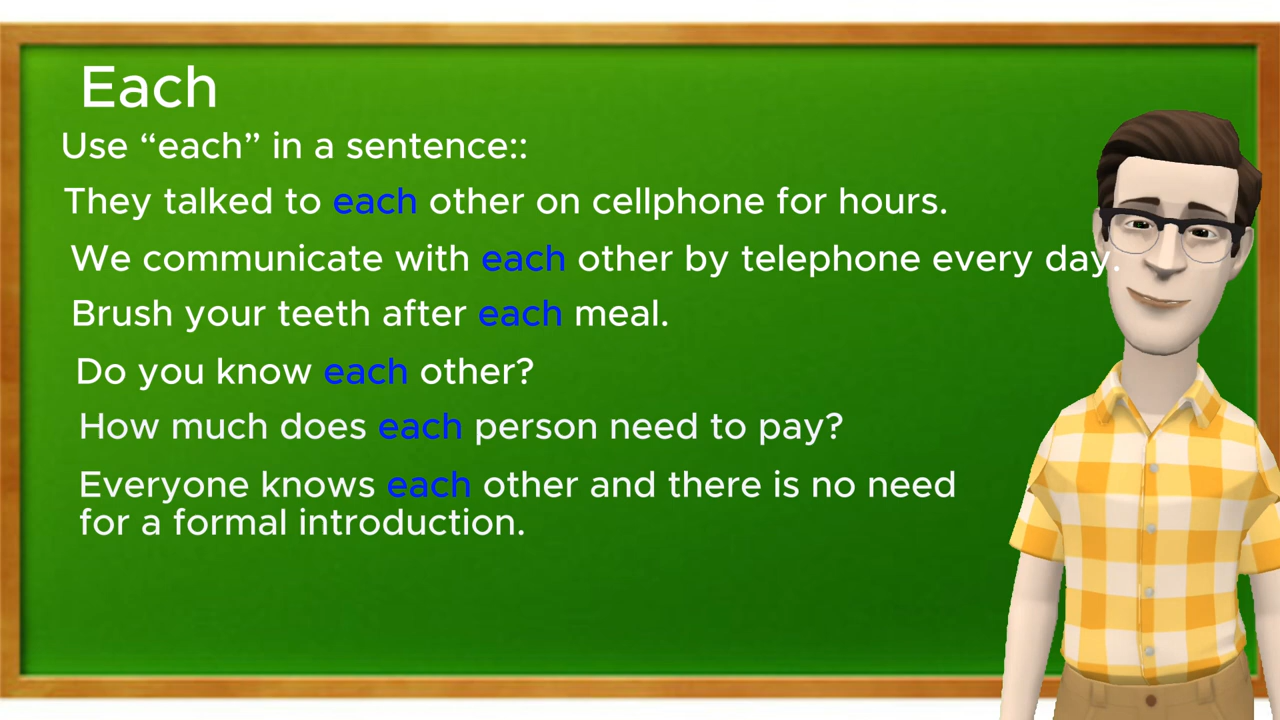 Each
Use “each” in a sentence::
They talked to each other on cellphone for hours.
We communicate with each other by telephone every day.
Brush your teeth after each meal.
Do you know each other?
How much does each person need to pay?
Everyone knows each other and there is no need
for a formal introduction.